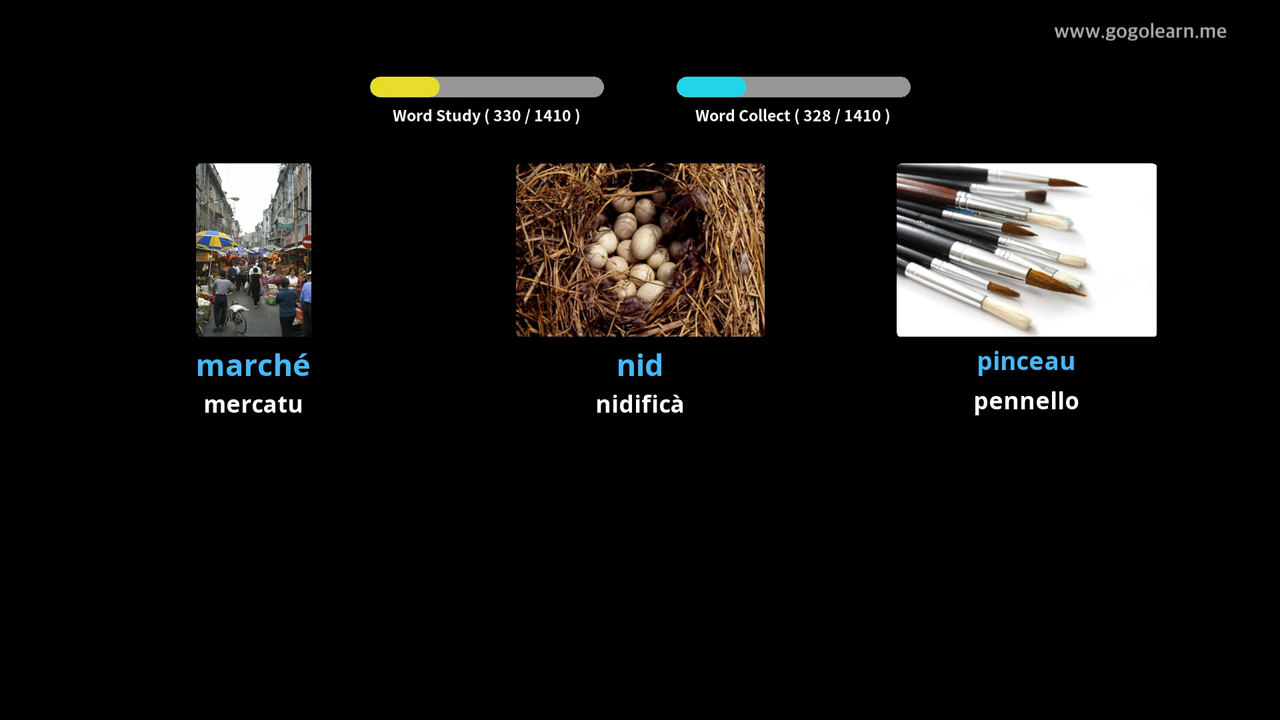 www.gogolearn.me
Word Study ( 330 / 1410 )
Word Collect ( 328 / 1410 )
marché
mercatu
nid
nidificà
pinceau
pennello